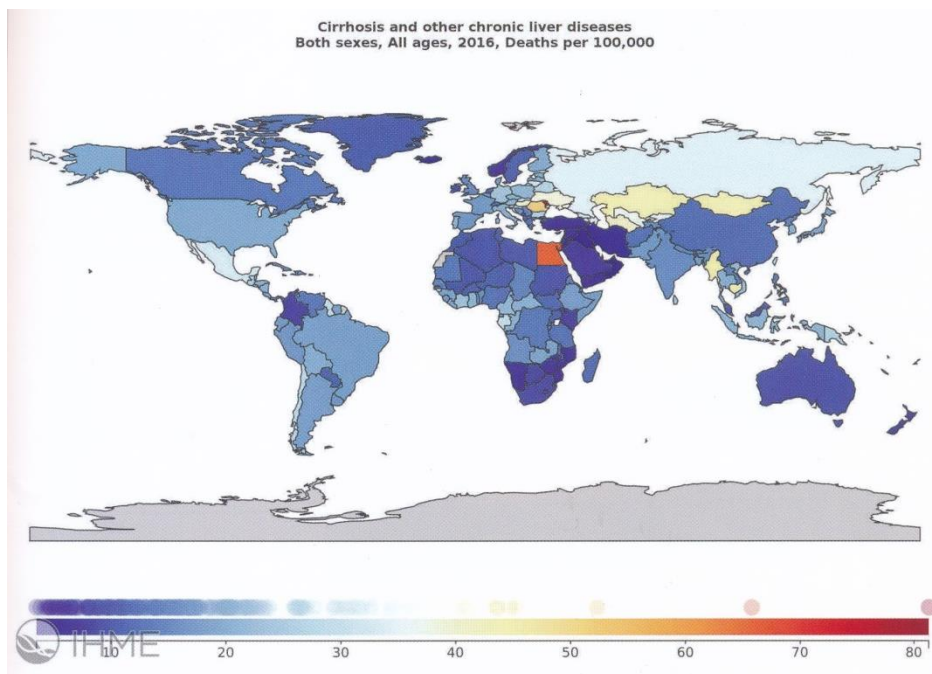 Cirrhosis and other chronic liver diseases
Both sexes, All ages, 2016, Deaths per 100,000
IHME
10 20 30 40 50 60 70 80